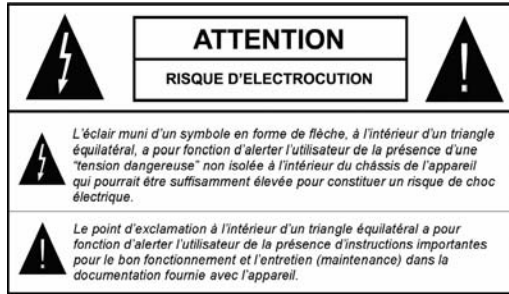 ATTENTION
RISQUE D'ELECTROCUTION
L'éclair muni d'un symbole en forme de flèche, à l'intérieur d'un triangle
équilatéral, a pour fonction d'alerter l'utilisateur de la présence d'une
"tension dangereuse" non isolée à l'intérieur du châssis de l'appareil
qui pourrait être suffisamment élevée pour constituer un risque de choc
électrique.
Le point d'exclamation à l'intérieur d'un triangle équilatéral a pour
fonction d'alerter l'utilisateur de la présence d'instructions importantes
pour le bon fonctionnement et l'entretien (maintenance) dans la
documentation fournie avec l'appareil.